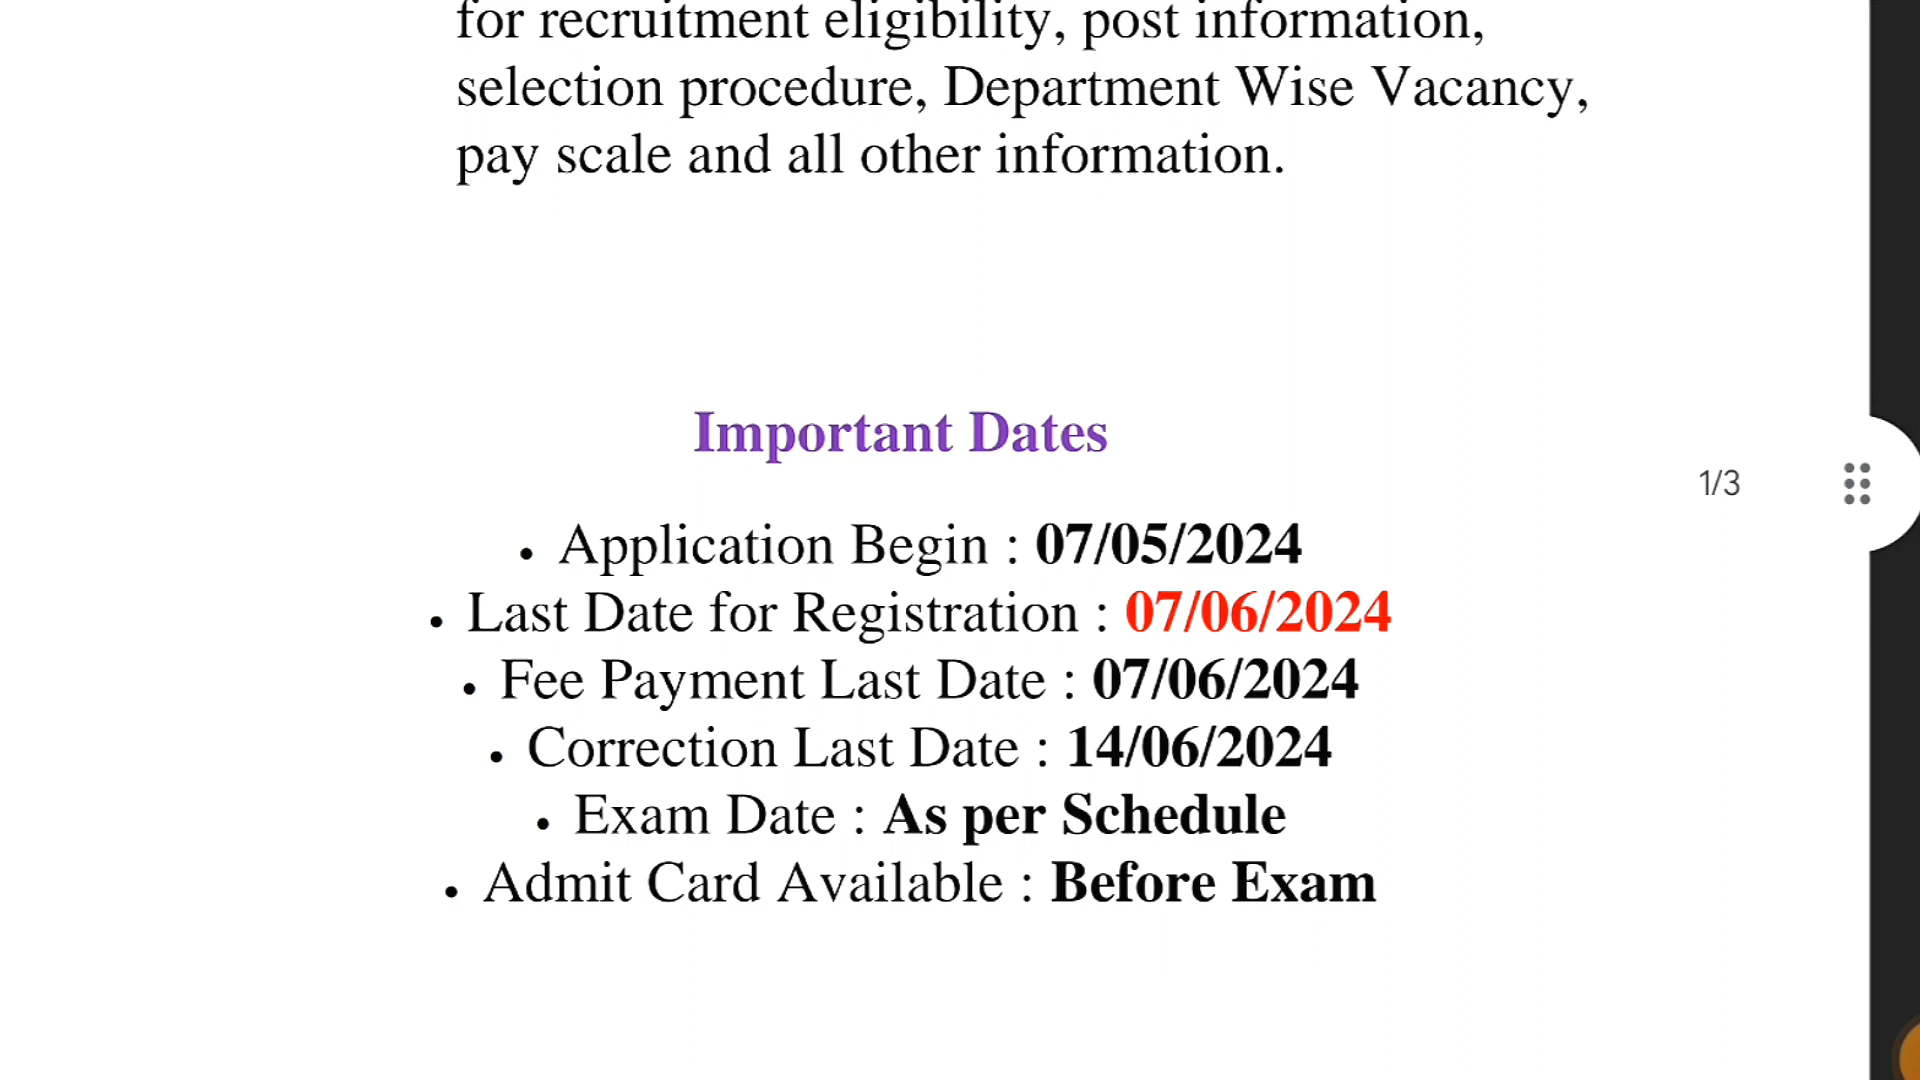 for recruitment eligibility, post information,
selection procedure, Department Wise Vacancy,
pay scale and all other information.
Important Dates
1/3
• Application Begin : 07/05/2024
• Last Date for Registration : 07/06/2024
• Fee Payment Last Date : 07/06/2024
• Correction Last Date : 14/06/2024
• Exam Date : As per Schedule
• Admit Card Available : Before Exam